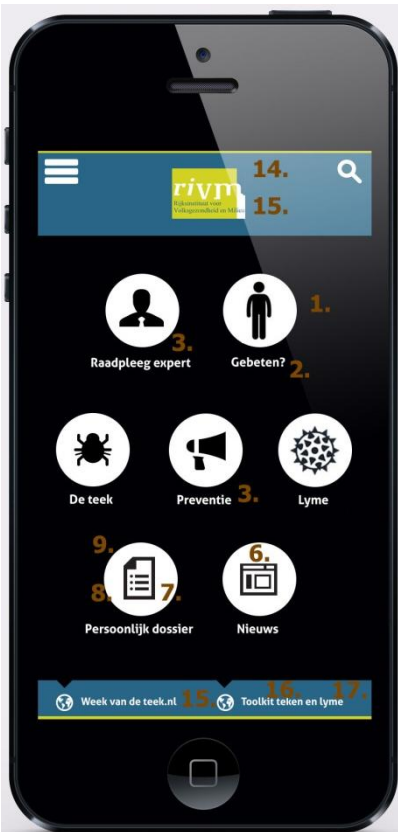 14.
rivm
Rijksinstituut voor
Volksgezondheid en Milieu
15.
1.
3.
Raadpleeg expert
Gebeten?
2.
De teek
Preventie
3.
Lyme
9.
6.
8.
7.
Persoonlijk dossier
Nieuws
Week van de teek.nl
15.
16.
Toolkit teken en lyme
17.